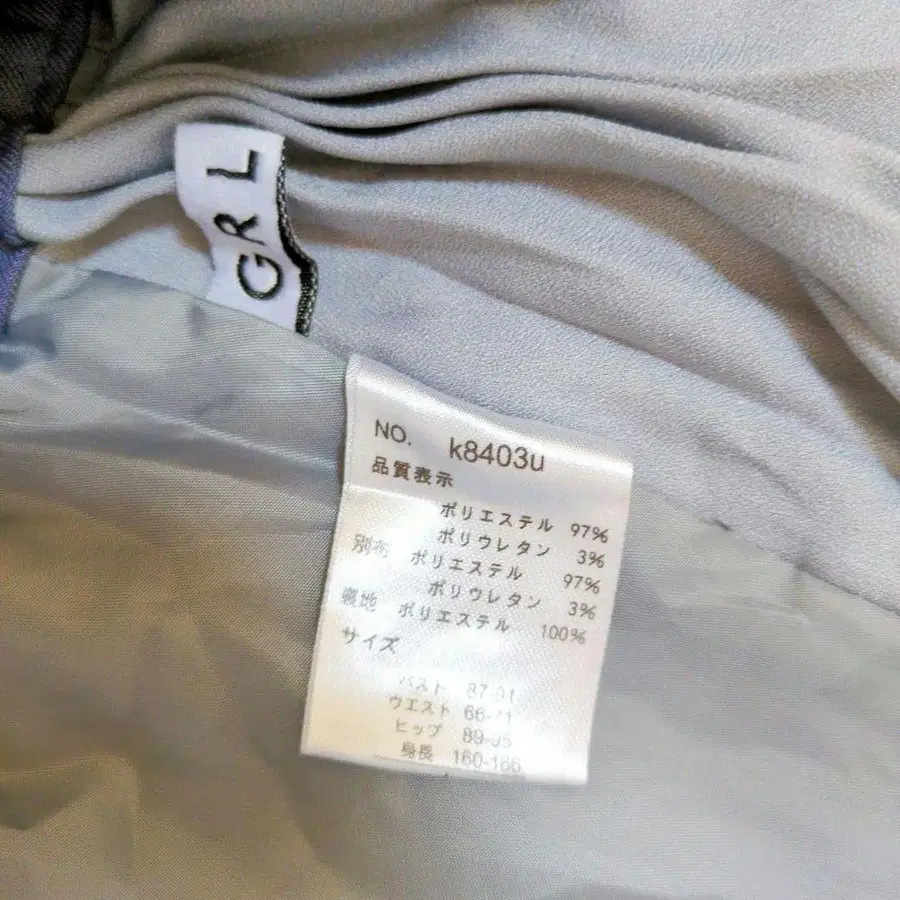 GRL
NO. k8403u
品質表示
ポリエステル 97%
ポリウレタン 3%
別布 ポリエステル 97%
ポリウレタン 3%
裏地 ポリエステル 100%
サイズ
バスト 87-91
ウエスト 66-71
ヒップ 89-95
身長 160-166